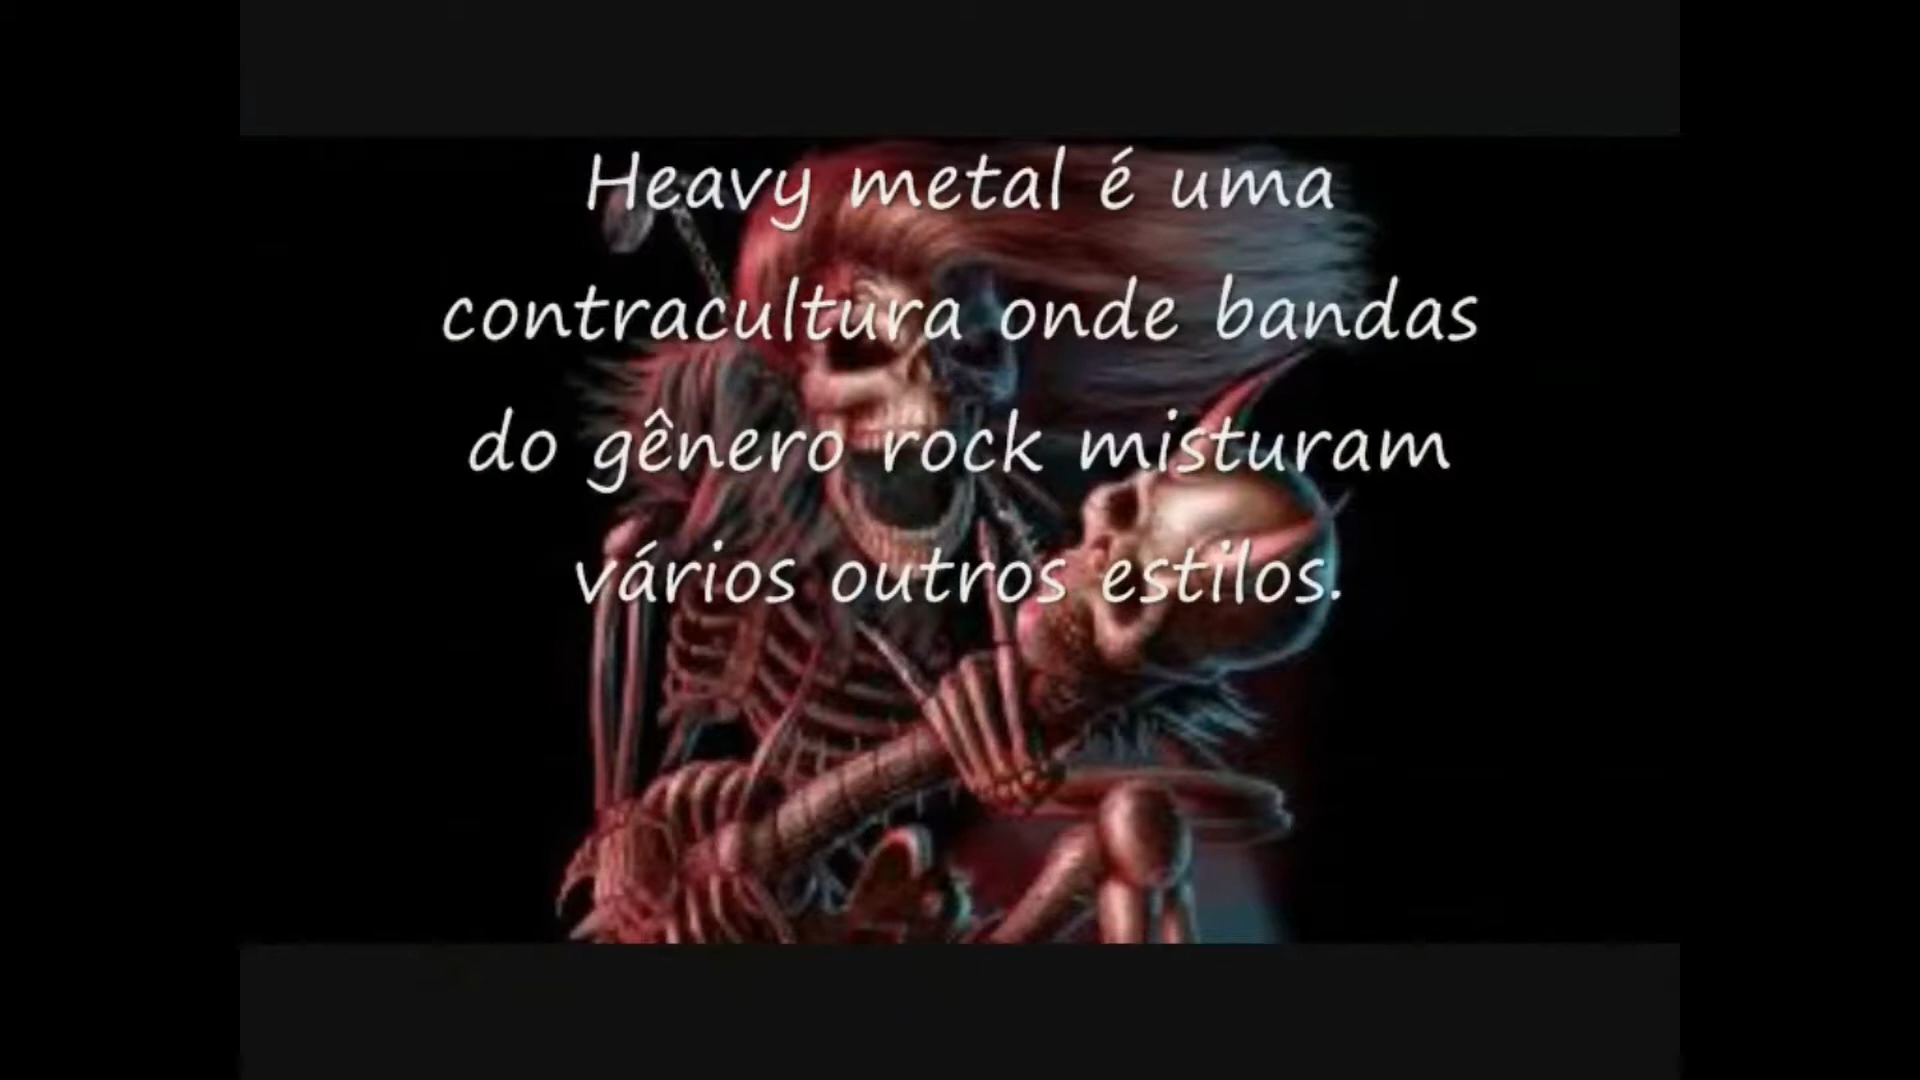 Heavy metal é uma
contracultura onde bandas
do gênero rock misturam
vários outros estilos.